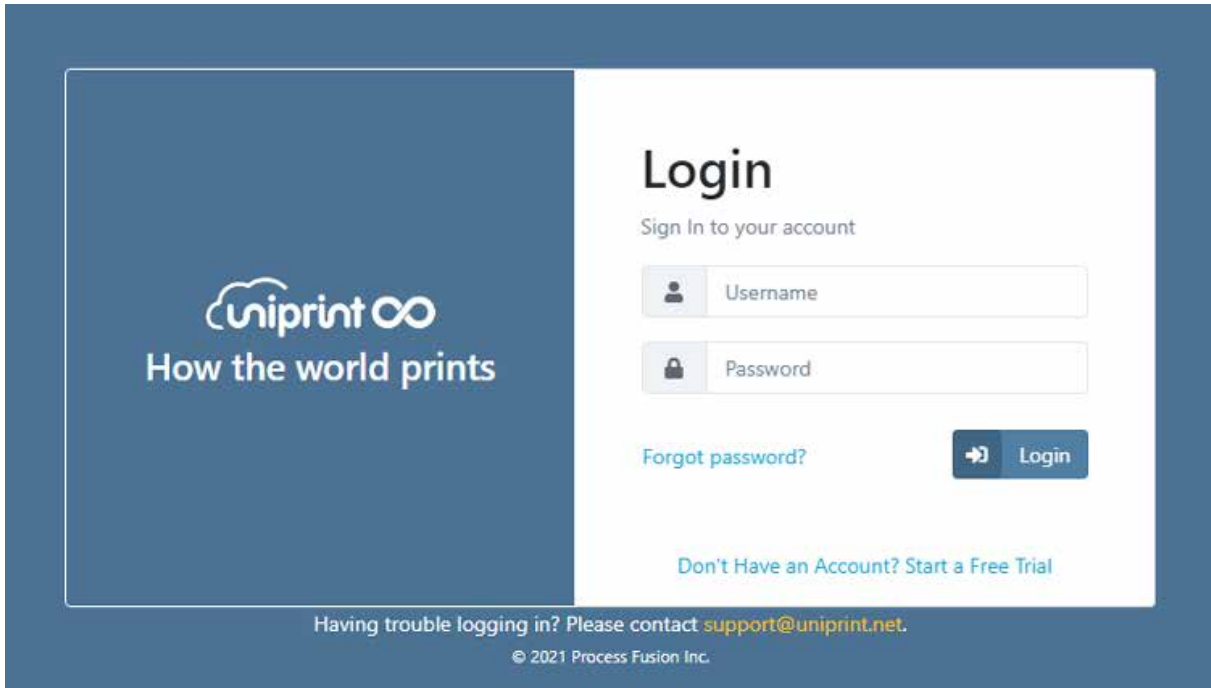 uniprint
How the world prints
Login
Sign In to your account
Username
Password
Forgot password?
Login
Don't Have an Account? Start a Free Trial
Having trouble logging in? Please contact support@uniprint.net.
© 2021 Process Fusion Inc.